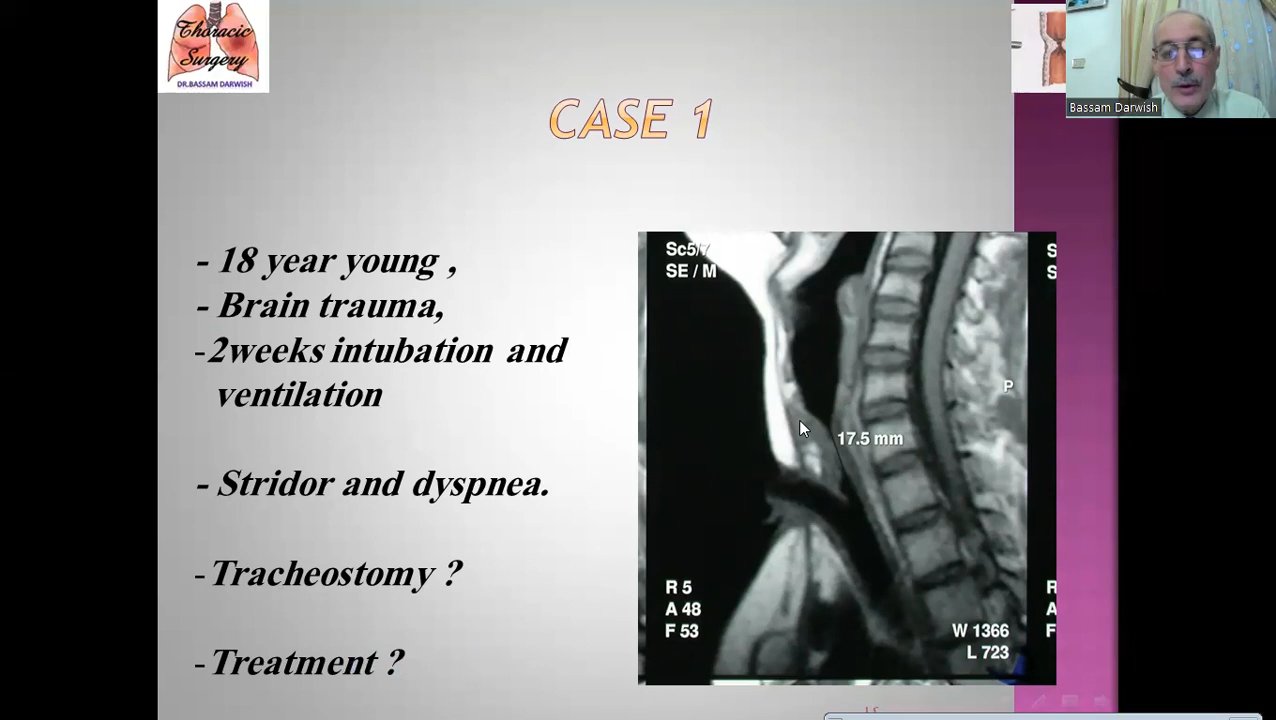 Thoracic
Surgery
DR.BASSAM DARWISH
Bassam Darwish
CASE 1
- 18 year young ,
- Brain trauma,
-2weeks intubation and
ventilation
- Stridor and dyspnea.
-Tracheostomy ?
-Treatment ?
Sc5/7
SE / M
P
17.5 mm
R 5
A 48
F 53
W 1366
L 723
S
S
R
A
F